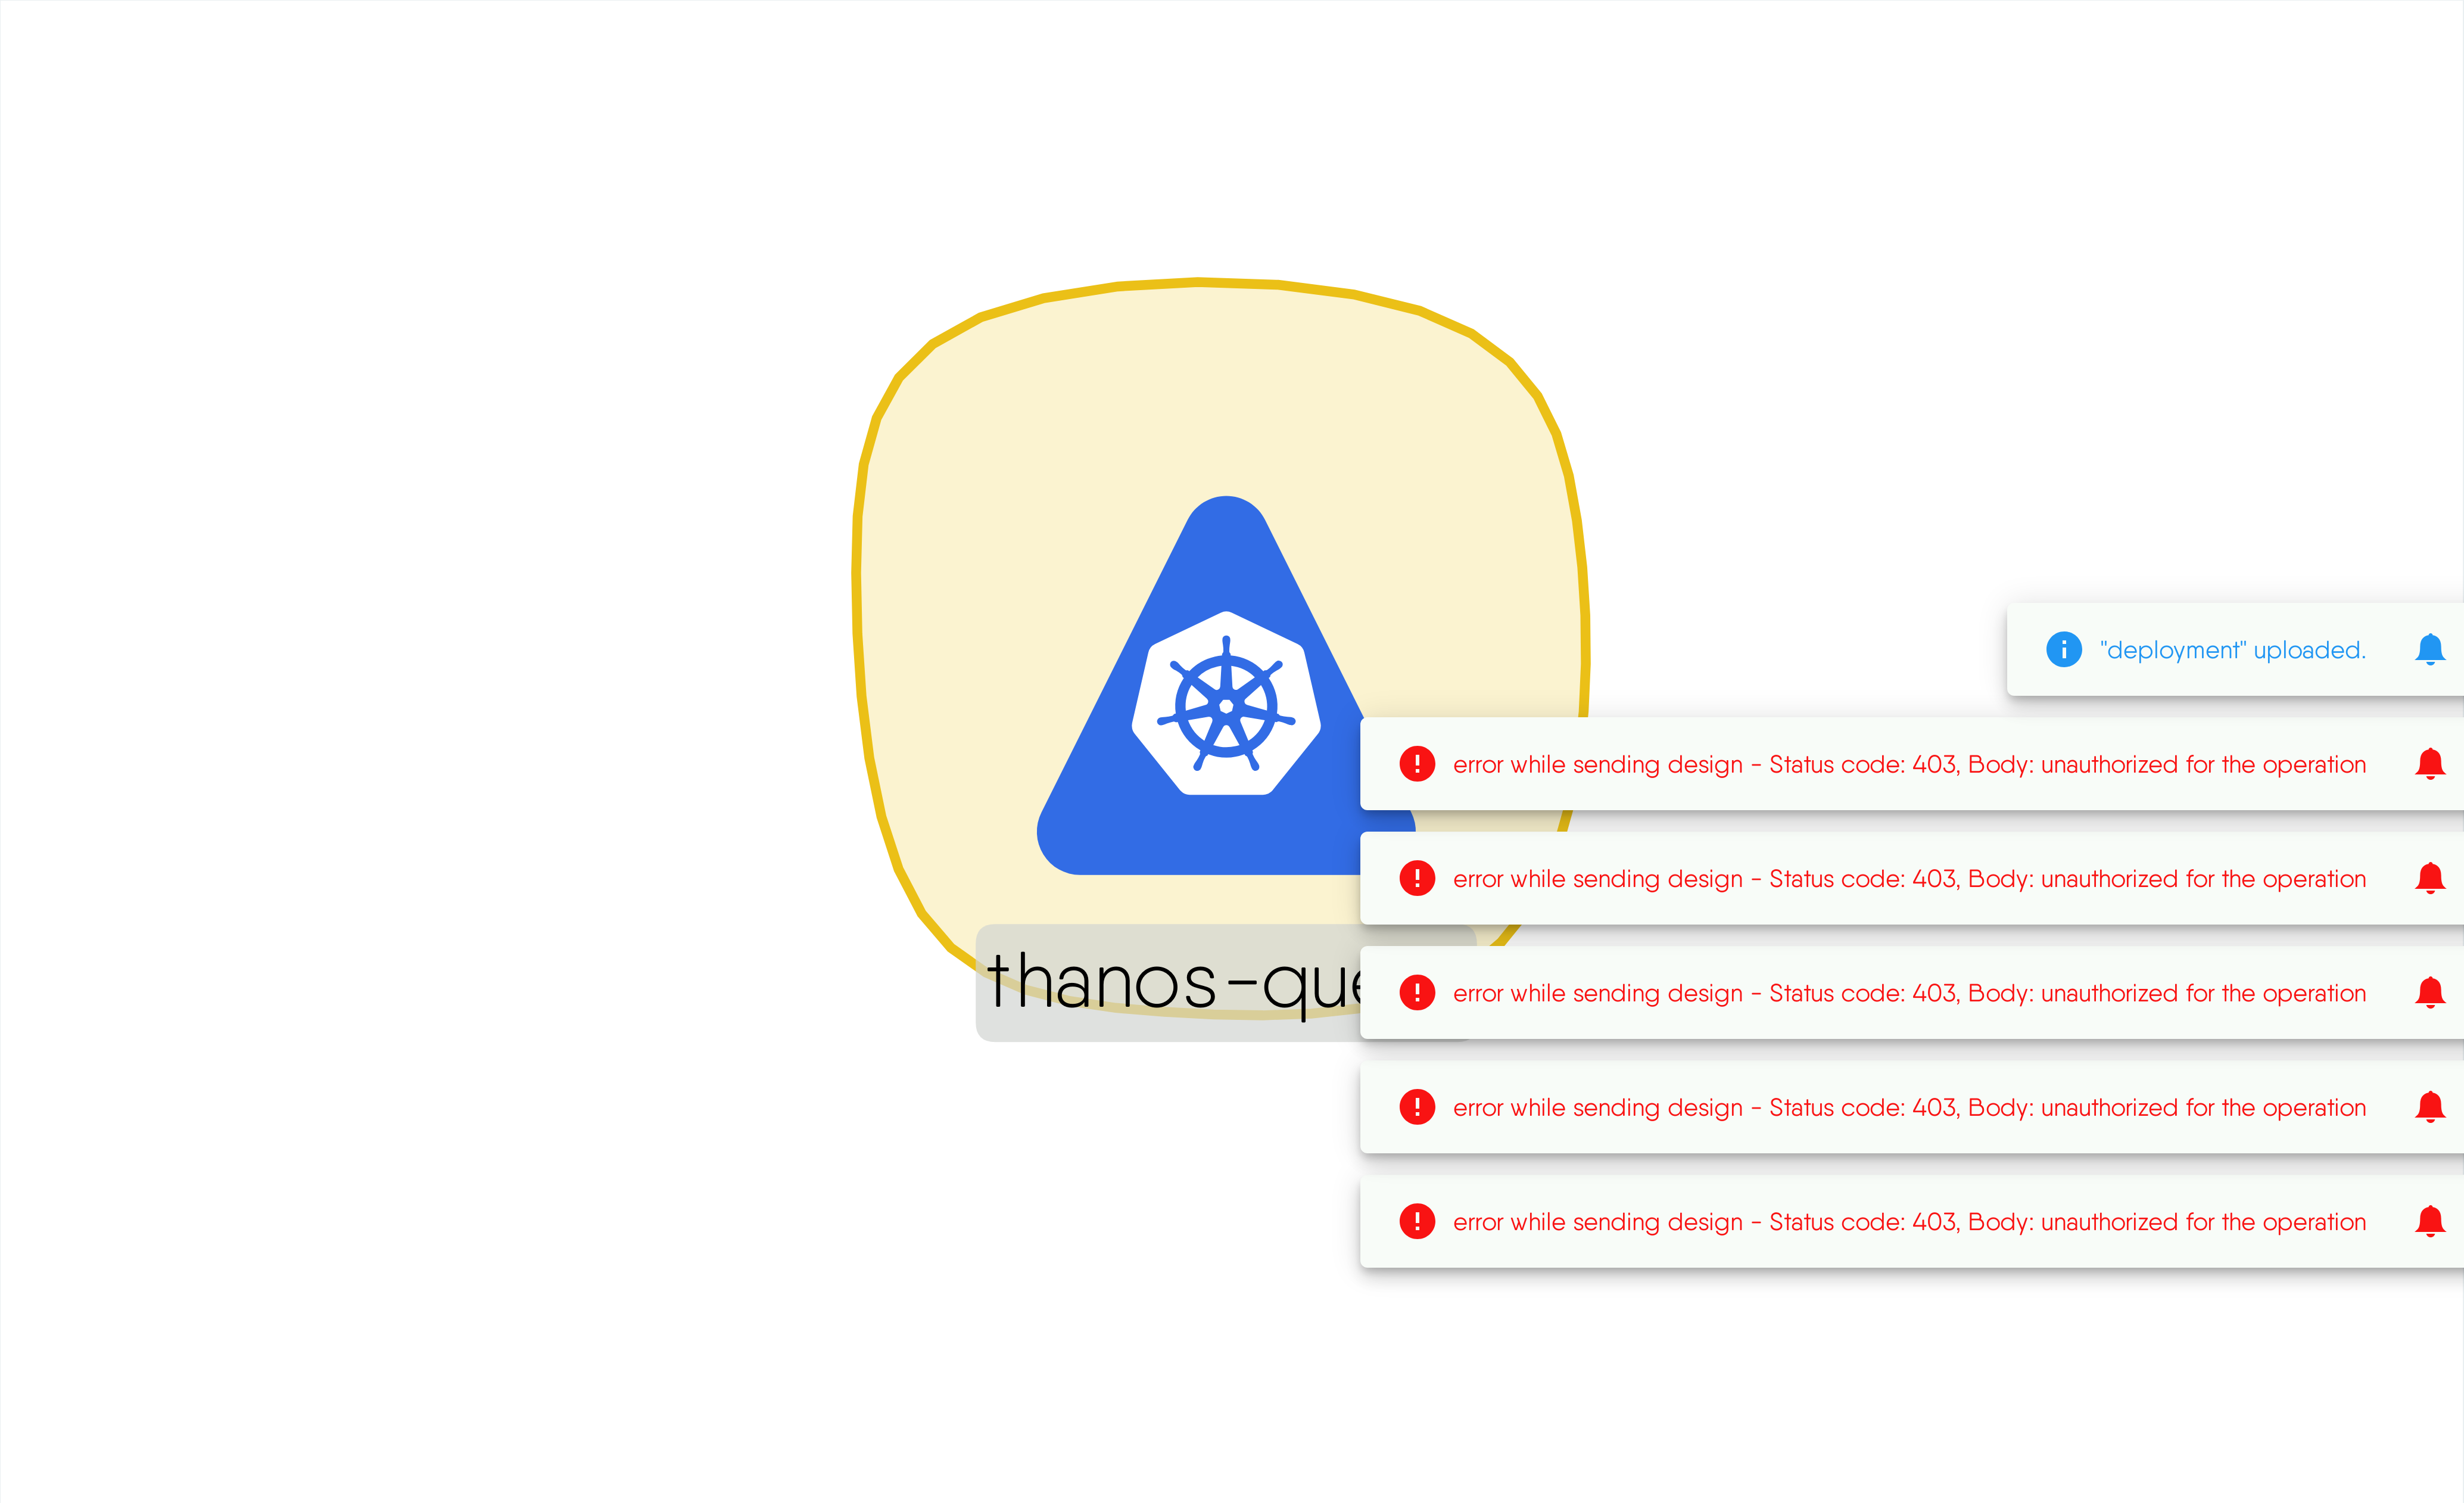 "deployment" uploaded.
error while sending design - Status code: 403, Body: unauthorized for the operation
error while sending design - Status code: 403, Body: unauthorized for the operation
thanos-que
error while sending design - Status code: 403, Body: unauthorized for the operation
error while sending design - Status code: 403, Body: unauthorized for the operation
error while sending design - Status code: 403, Body: unauthorized for the operation